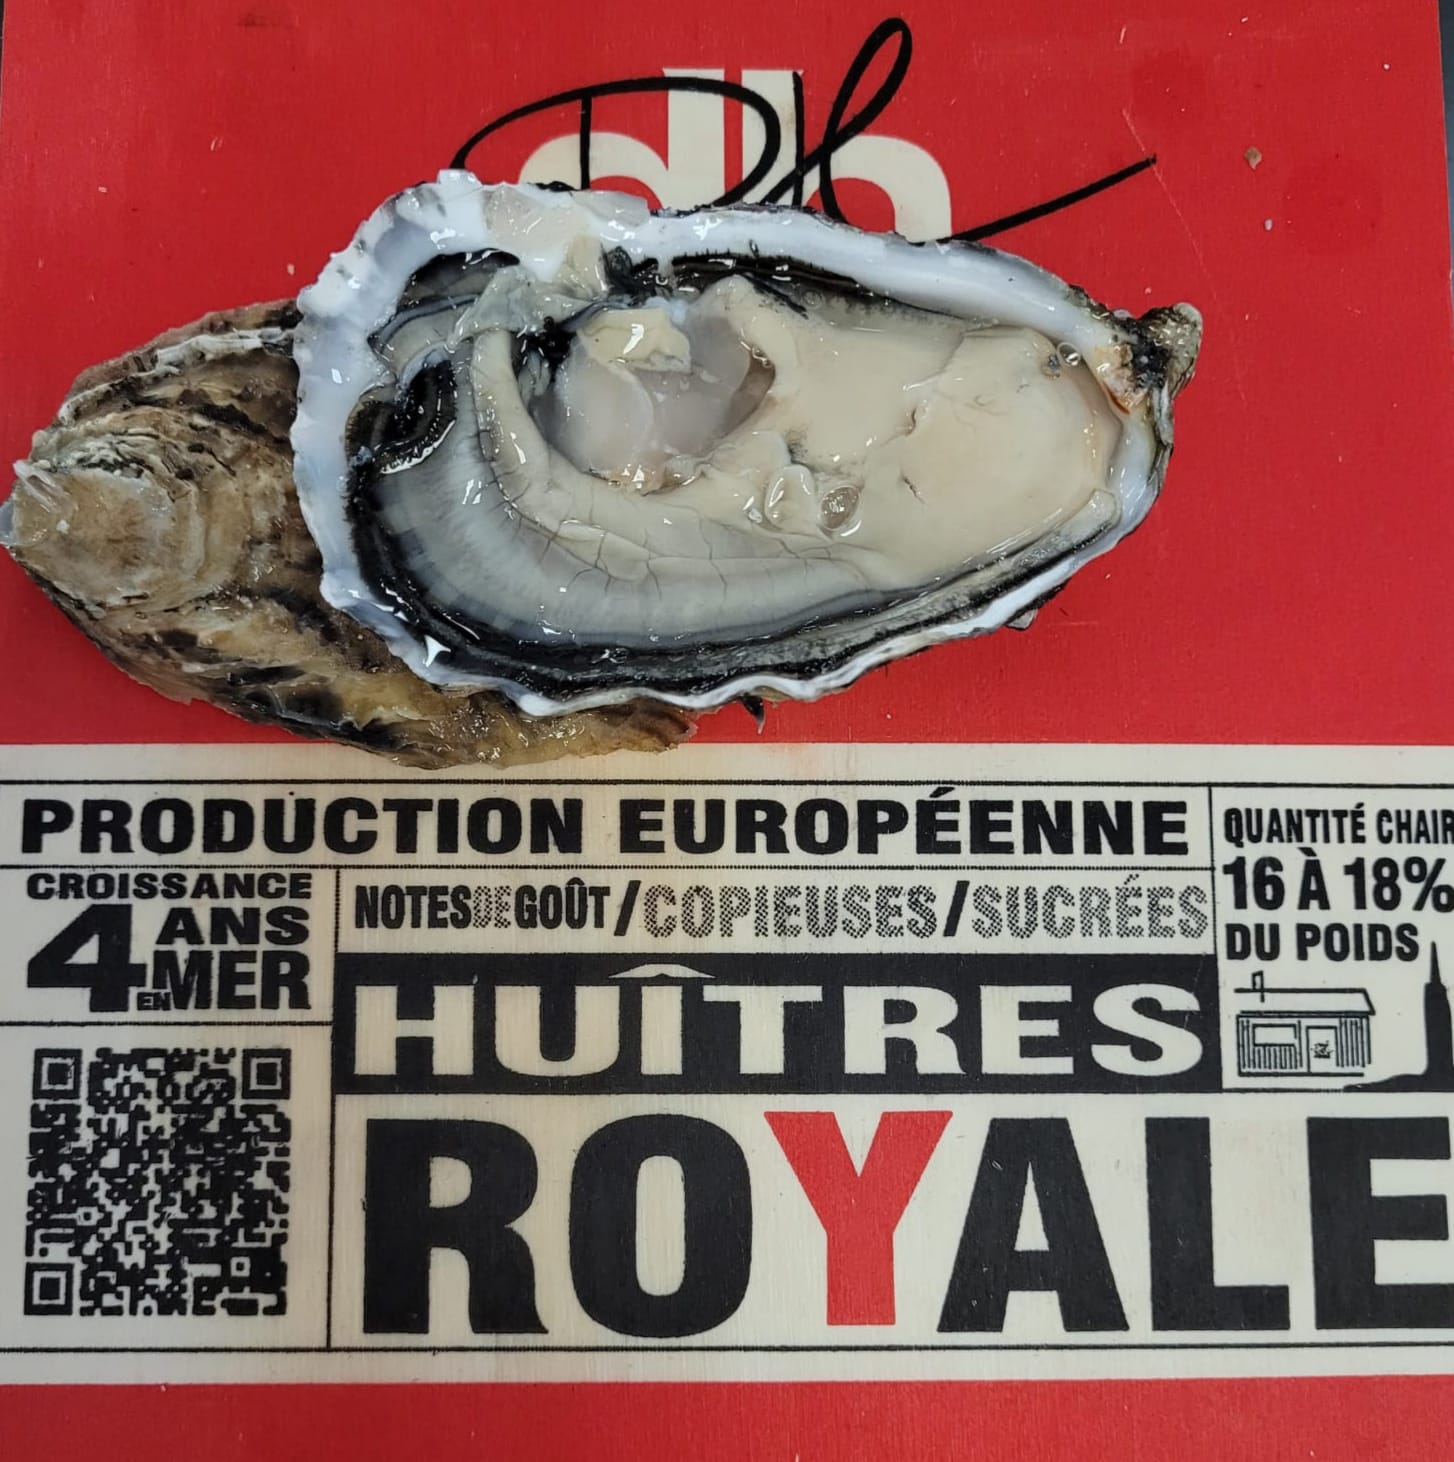 dh
PRODUCTION EUROPÉENNE
QUANTITÉ CHAIR
16 À 18%
DU POIDS
CROISSANCE
4 ANS
EN MER
NOTES DE GOÛT / COPIEUSES / SUCRÉES
HUÎTRES
ROYALE